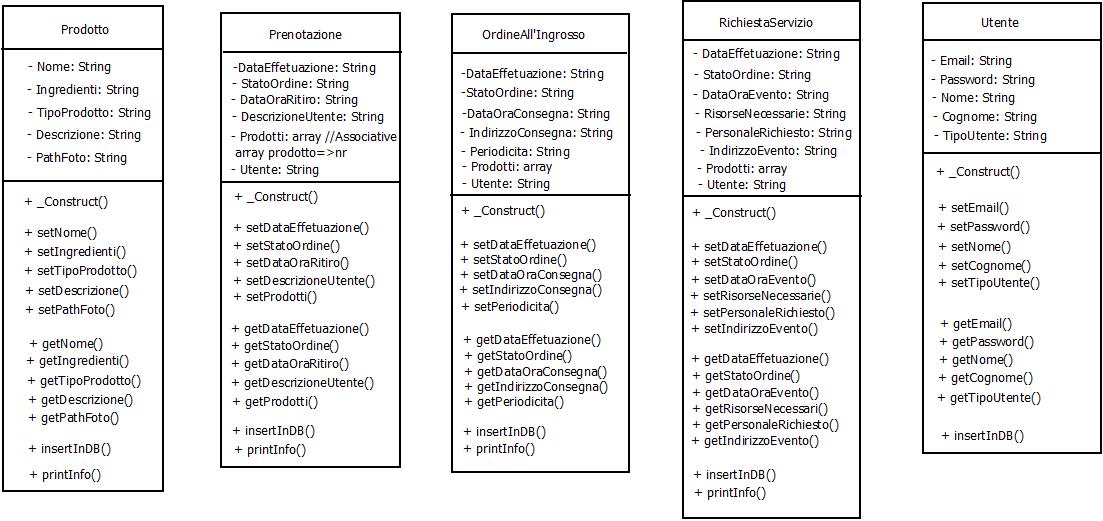 Prodotto
- Nome: String
- Ingredienti: String
- TipoProdotto: String
- Descrizione: String
- PathFoto: String
+ _Construct()
+ setNome()
+ setIngredienti()
+ setTipoProdotto()
+ setDescrizione()
+ setPathFoto()
+ getNome()
+ getIngredienti()
+ getTipoProdotto()
+ getDescrizione()
+ getPathFoto()
+ insertInDB()
+ printInfo()
Prenotazione
-DataEffetuazione: String
- StatoOrdine: String
- DataOraRitiro: String
- DescrizioneUtente: String
- Prodotti: array //Associative
array prodotto=>nr
- Utente: String
+ _Construct()
+ setDataEffetuazione()
+ setStatoOrdine()
+ setDataOraRitiro()
+ setDescrizioneUtente()
+ setProdotti()
+ getDataEffetuazione()
+ getStatoOrdine()
+ getDataOraRitiro()
+ getDescrizioneUtente()
+ getProdotti()
+ insertInDB()
+ printInfo()
OrdineAll'Ingrosso
-DataEffetuazione: String
-StatoOrdine: String
-DataOraConsegna: String
- IndirizzoConsegna: String
- Periodicita: String
- Prodotti: array
- Utente: String
+ _Construct()
+ setDataEffetuazione()
+ setStatoOrdine()
+ setDataOraConsegna()
+ setIndirizzoConsegna()
+ setPeriodicita()
+ getDataEffetuazione()
+ getStatoOrdine()
+ getDataOraConsegna()
+ getIndirizzoConsegna()
+ getPeriodicita()
+ insertInDB()
+ printInfo()
RichiestaServizio
- DataEffetuazione: String
- StatoOrdine: String
- DataOraEvento: String
- RisorseNecessarie: String
- PersonaleRichiesto: String
- IndirizzoEvento: String
- Prodotti: array
- Utente: String
+ _Construct()
+ setDataEffetuazione()
+ setStatoOrdine()
+ setDataOraEvento()
+ setRisorseNecessarie()
+ setPersonaleRichiesto()
+ setIndirizzoEvento()
+ getDataEffetuazione()
+ getStatoOrdine()
+ getDataOraEvento()
+ getRisorseNecessari()
+ getPersonaleRichiesto()
+ getIndirizzoEvento()
+ insertInDB()
+ printInfo()
Utente
- Email: String
- Password: String
- Nome: String
- Cognome: String
- TipoUtente: String
+ _Construct()
+ setEmail()
+ setPassword()
+ setNome()
+ setCognome()
+ setTipoUtente()
+ getEmail()
+ getPassword()
+ getNome()
+ getCognome()
+ getTipoUtente()
+ insertInDB()